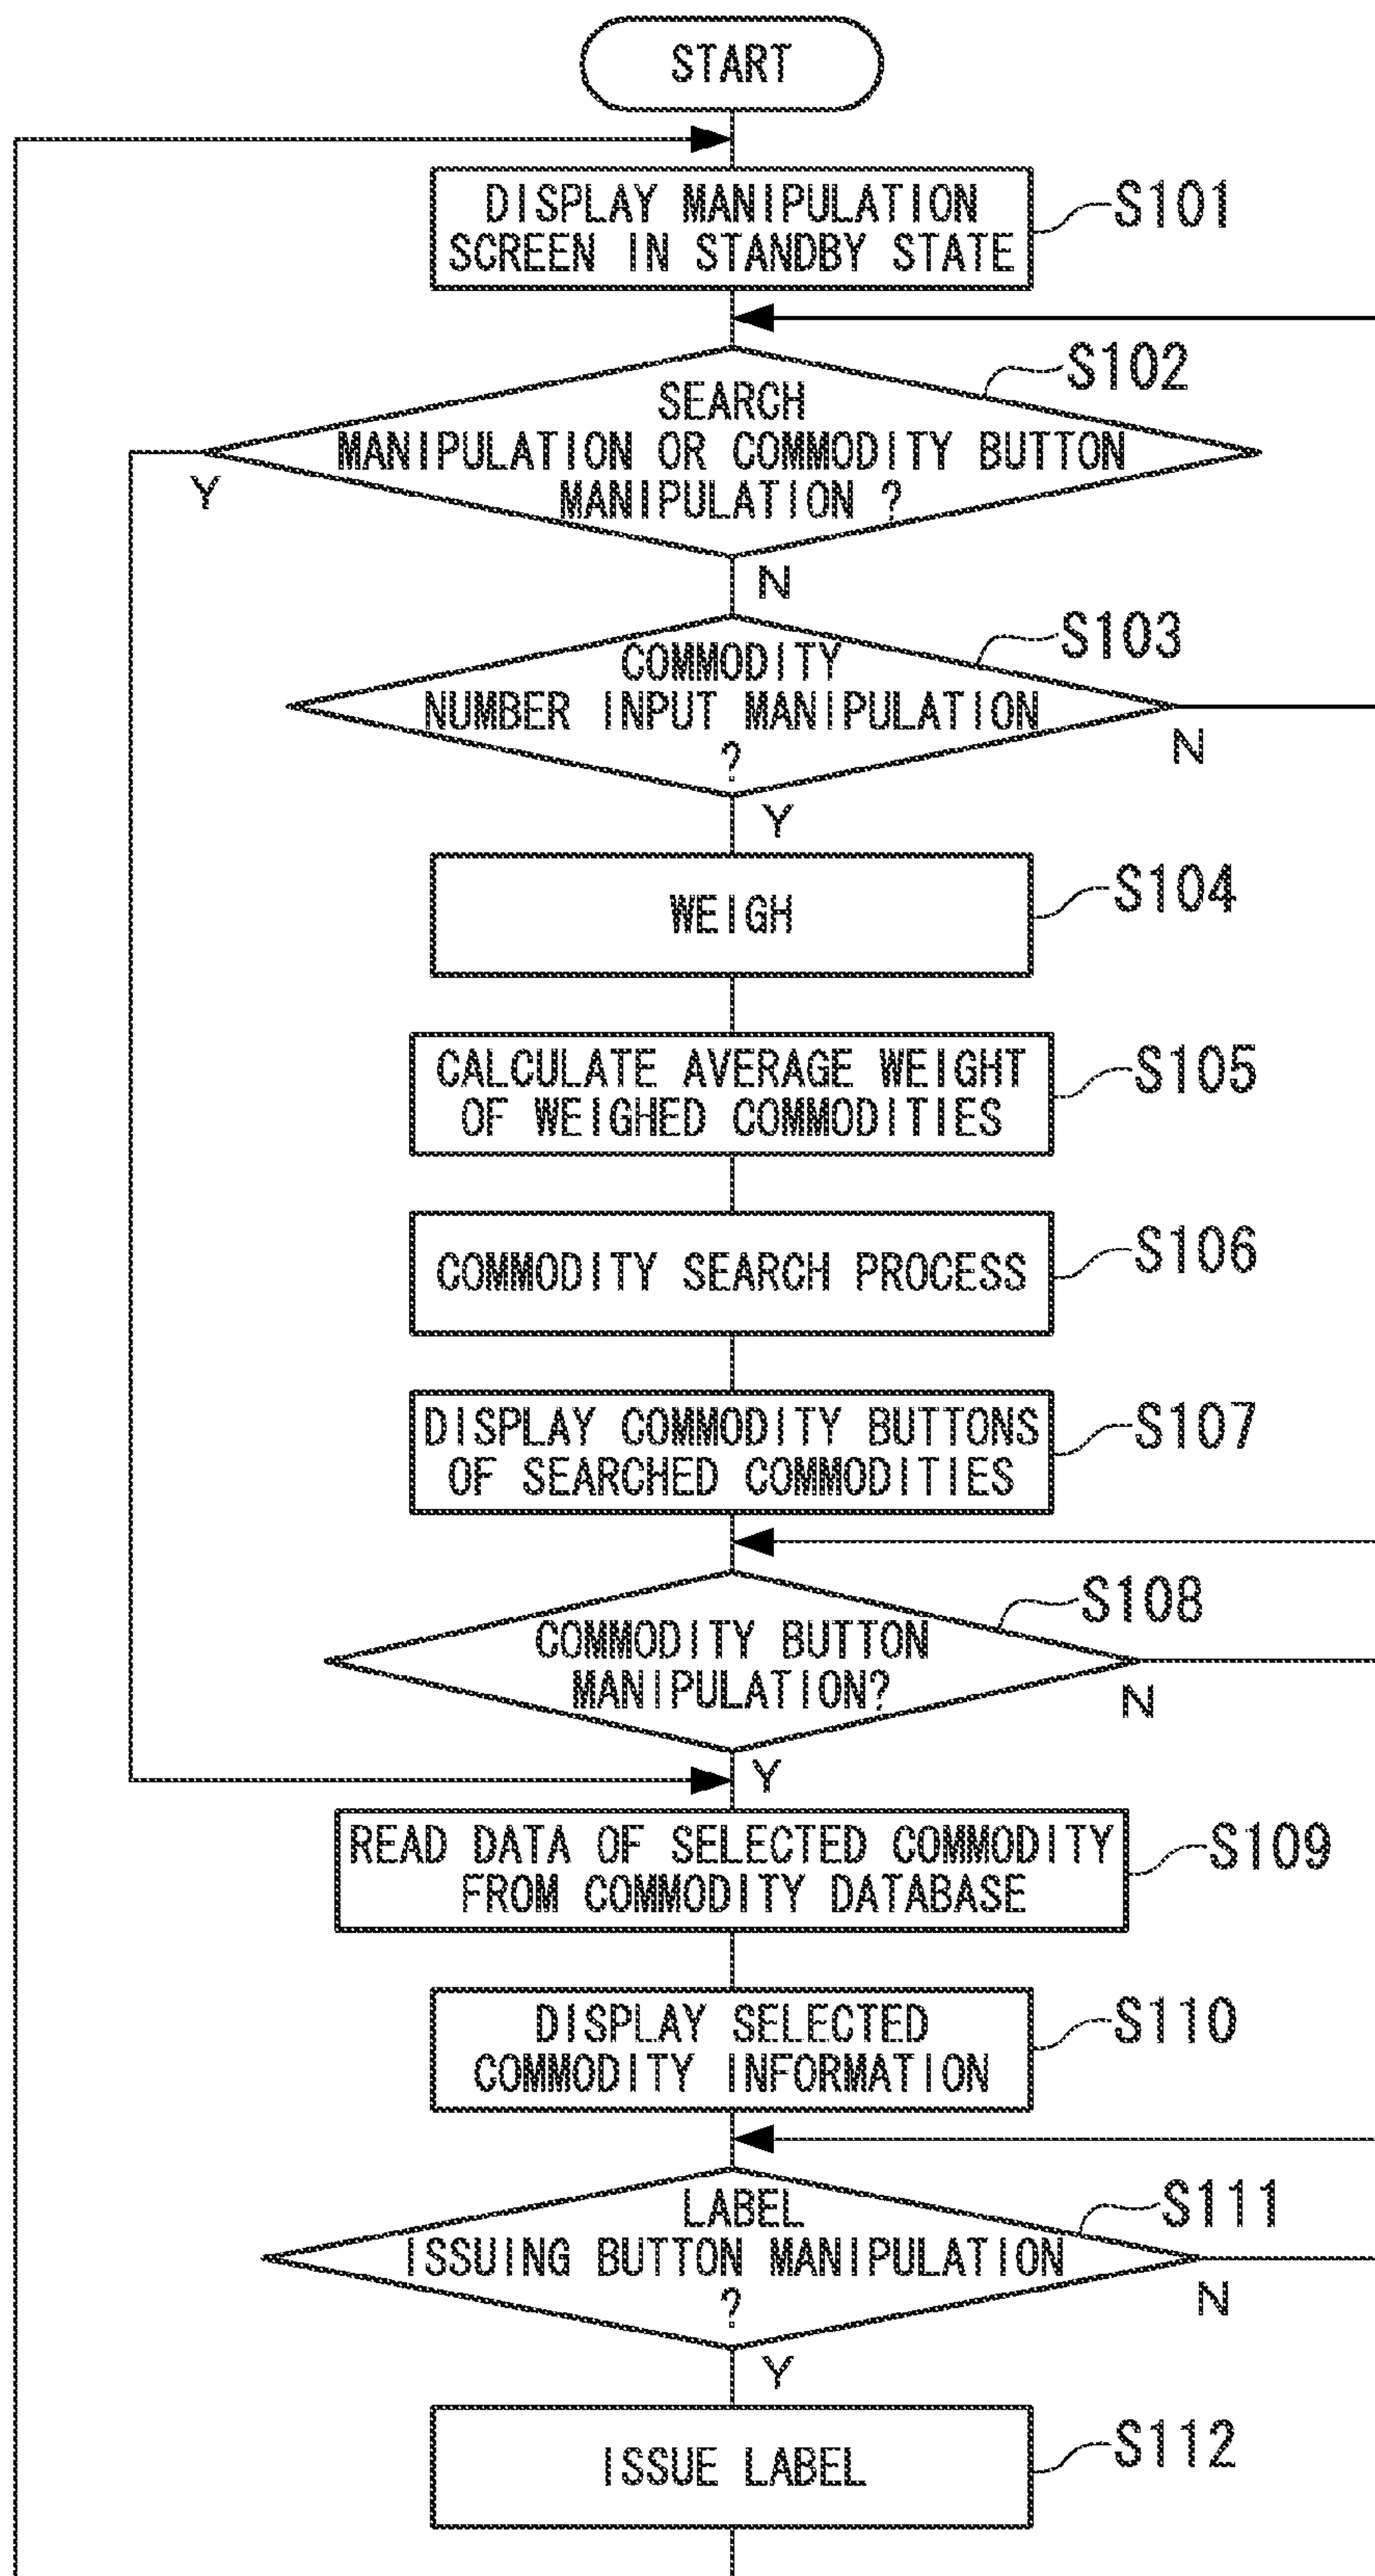 START
DISPLAY MANIPULATION
SCREEN IN STANDBY STATE
S101
S102
SEARCH
MANIPULATION OR COMMODITY BUTTON
MANIPULATION ?
Y
N
S103
COMMODITY
NUMBER INPUT MANIPULATION
?
N
Y
S104
WEIGH
S105
CALCULATE AVERAGE WEIGHT
OF WEIGHED COMMODITIES
S106
COMMODITY SEARCH PROCESS
S107
DISPLAY COMMODITY BUTTONS
OF SEARCHED COMMODITIES
S108
COMMODITY BUTTON
MANIPULATION?
N
Y
S109
READ DATA OF SELECTED COMMODITY
FROM COMMODITY DATABASE
S110
DISPLAY SELECTED
COMMODITY INFORMATION
S111
LABEL
ISSUING BUTTON MANIPULATION
?
N
Y
S112
ISSUE LABEL